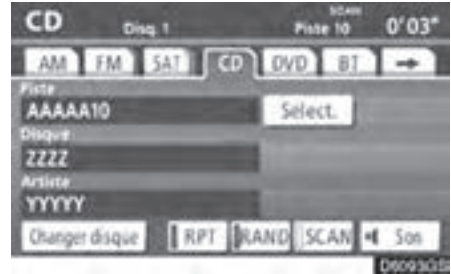 CD Disq. 1 SCAN Piste 10 0'03"
AM FM SAT CD DVD BT
Piste
AAAAA10 Select.
Disque
ZZZZ
Artiste
YYYYY
Changer disque RPT RAND SCAN Son